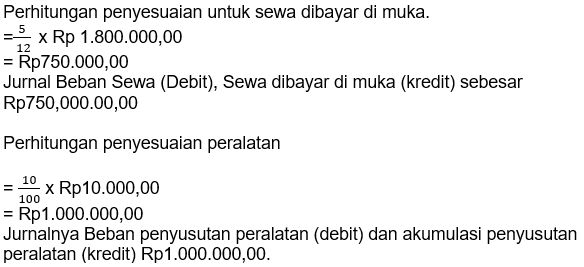 Perhitungan penyesuaian untuk sewa dibayar di muka.
=5/12 x Rp 1.800.000,00
= Rp750.000,00
Jurnal Beban Sewa (Debit), Sewa dibayar di muka (kredit) sebesar
Rp750,000.00,00
Perhitungan penyesuaian peralatan
= 10/100 x Rp10.000,00
= Rp1.000.000,00
Jurnalnya Beban penyusutan peralatan (debit) dan akumulasi penyusutan
peralatan (kredit) Rp1.000.000,00.